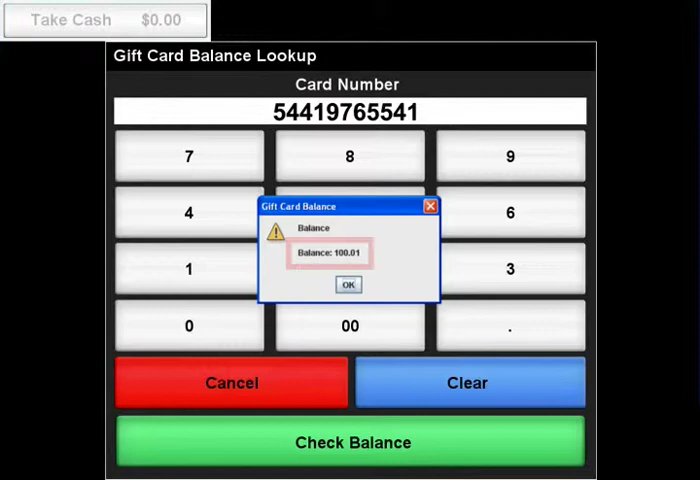 Take Cash $0.00
Gift Card Balance Lookup
Card Number
54419765541
7 8 9
4 6
Gift Card Balance
Balance
Balance: 100.01
OK
1 3
0 00 .
Cancel Clear
Check Balance